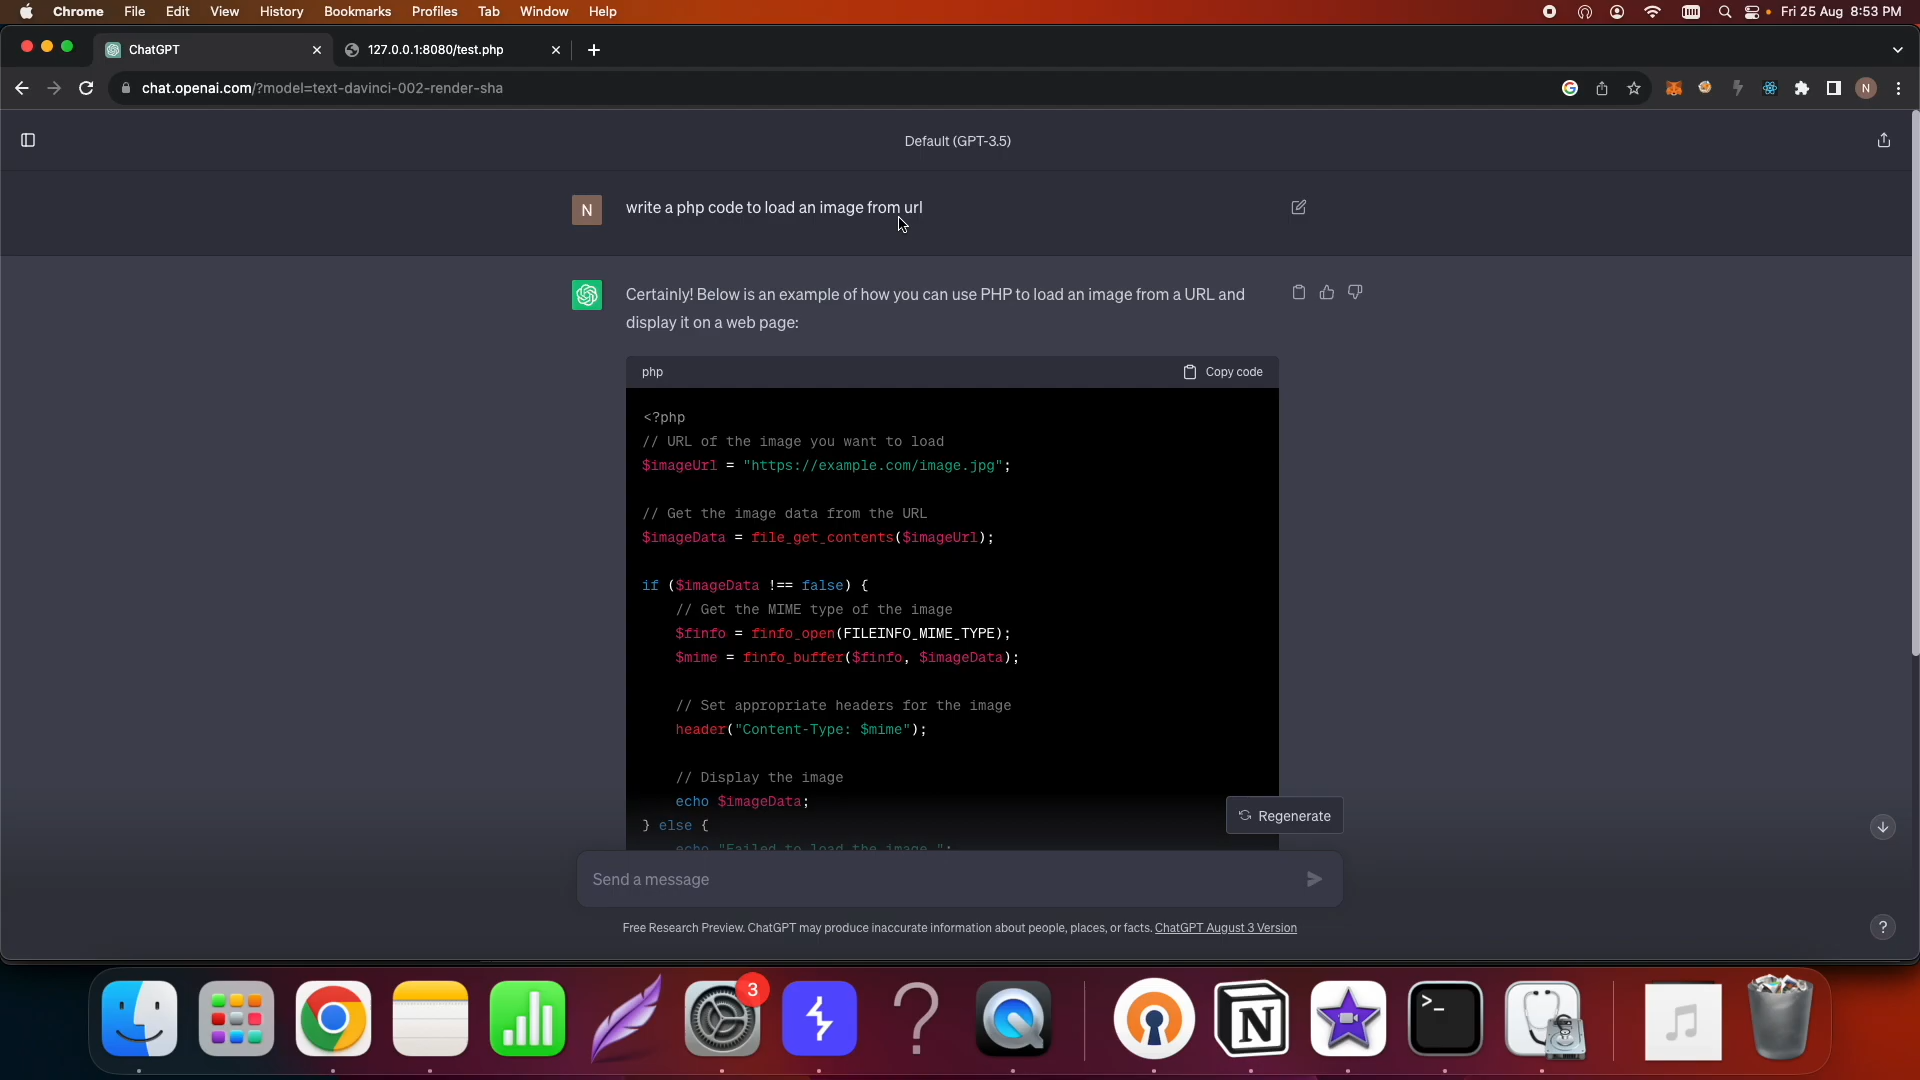 Chrome File Edit View History Bookmarks Profiles Tab Window Help Fri 25 Aug 8:53 PM
ChatGPT 127.0.0.1:8080/test.php
chat.openai.com/?model=text-davinci-002-render-sha N
Default (GPT-3.5)
N write a php code to load an image from url
Certainly! Below is an example of how you can use PHP to load an image from a URL and
display it on a web page:
php Copy code
<?php
// URL of the image you want to load
$imageUrl = "https://example.com/image.jpg";
// Get the image data from the URL
$imageData = file_get_contents($imageUrl);
if ($imageData !== false) {
// Get the MIME type of the image
$finfo = finfo_open(FILEINFO_MIME_TYPE);
$mime = finfo_buffer($finfo, $imageData);
// Set appropriate headers for the image
header("Content-Type: $mime");
// Display the image
echo $imageData;
} else {
echo "Failed to load the image.";
Regenerate
Send a message
Free Research Preview. ChatGPT may produce inaccurate information about people, places, or facts. ChatGPT August 3 Version
?
3